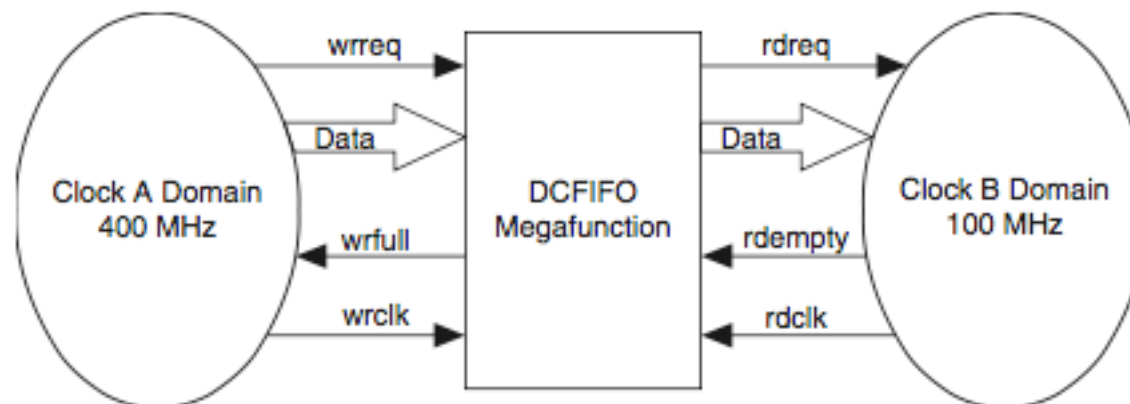 wrreq
rdreq
Data
Data
Clock A Domain
400 MHz
DCFIFO
Megafunction
Clock B Domain
100 MHz
wrfull
rdempty
wrclk
rdclk